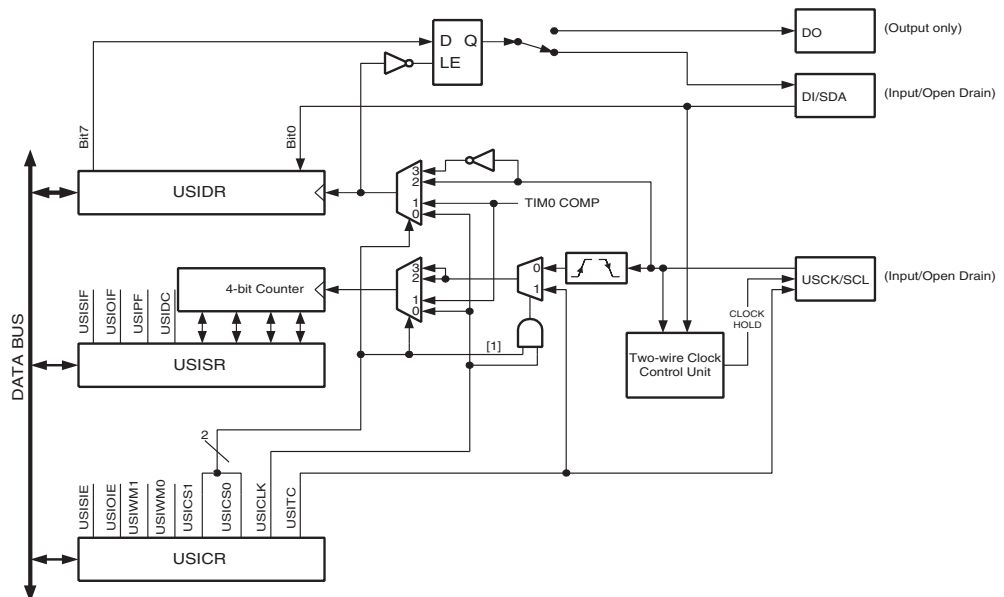 D Q
LE
DO
(Output only)
DI/SDA
(Input/Open Drain)
Bit7
Bit0
USIDR
3
2
1
0
TIM0 COMP
DATA BUS
4-bit Counter
3
2
1
0
0
1
USCK/SCL
(Input/Open Drain)
CLOCK
HOLD
USISIF
USIOIF
USIPF
USIDC
USISR
[1]
Two-wire Clock
Control Unit
2
USISIE
USIOIE
USIWM1
USIWM0
USICS1
USICS0
USICLK
USITC
USICR